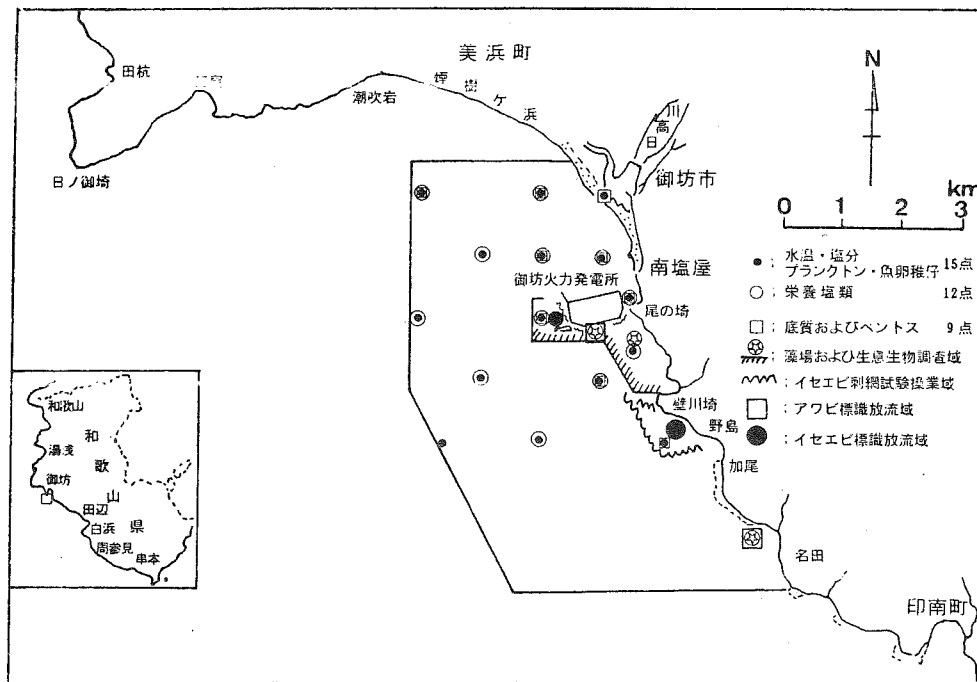 美浜町
田杭
潮吹岩
煙樹ケ浜
日高川
日ノ御埼
御坊市
N
km
0 1 2 3
南塩屋
御坊火力発電所
尾の埼
壁川埼
野島
加尾
名田
印南町
; 水温・塩分
プランクトン・魚卵稚仔 15点
; 栄養塩類 12点
; 底質およびベントス 9点
; 藻場および生態生物調査域
; イセエビ刺網試験操業域
; アワビ標識放流域
; イセエビ標識放流域
和歌山
湯浅
御坊
田辺
白浜
周参見
串本
和歌山県